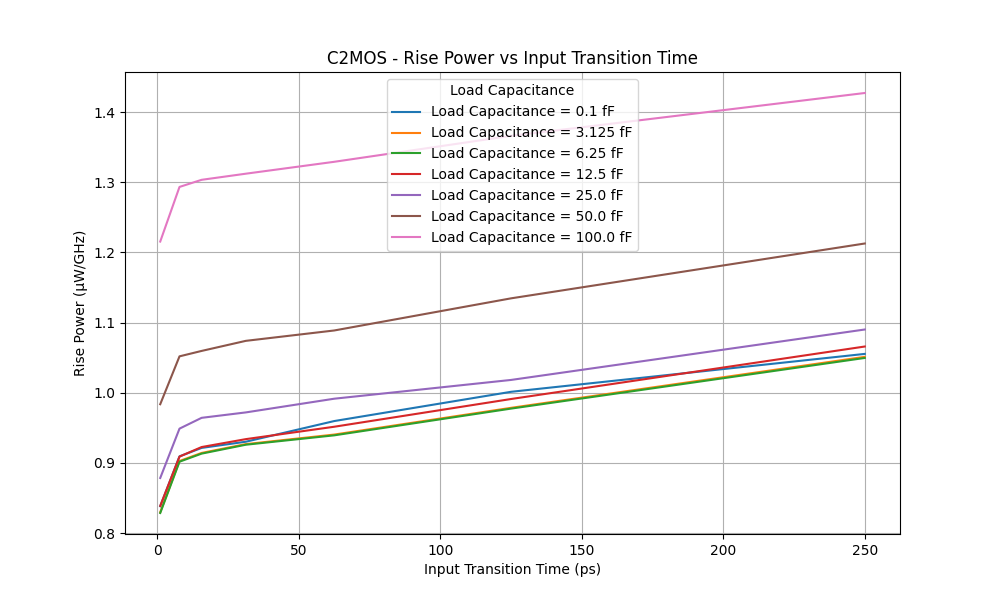 C2MOS - Rise Power vs Input Transition Time
Load Capacitance
Load Capacitance = 0.1 fF
Load Capacitance = 3.125 fF
Load Capacitance = 6.25 fF
Load Capacitance = 12.5 fF
Load Capacitance = 25.0 fF
Load Capacitance = 50.0 fF
Load Capacitance = 100.0 fF
Rise Power (μW/GHz)
1.4
1.3
1.2
1.1
1.0
0.9
0.8
0 50 100 150 200 250
Input Transition Time (ps)